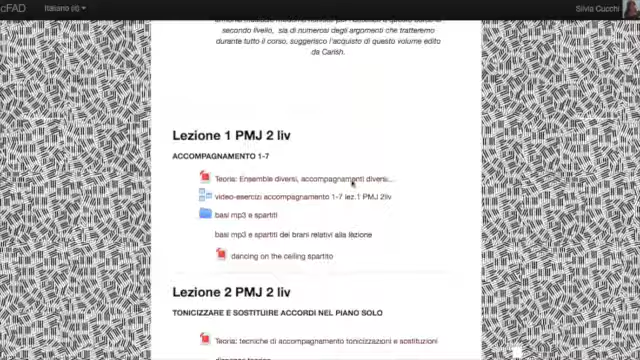 cFAD
Italiano (it)
Silvia Cucchi
secondo livello, sia di numerosi degli argomenti che tratteremo
durante tutto il corso, suggerisco l'acquisto di questo volume edito
da Carish.
Lezione 1 PMJ 2 liv
ACCOMPAGNAMENTO 1-7
Teoria: Ensemble diversi, accompagnamenti diversi...
video-esercizi accompagnamento 1-7 lez.1 PMJ 2liv
basi mp3 e spartiti
basi mp3 e spartiti dei brani relativi alla lezione
dancing on the ceiling spartito
Lezione 2 PMJ 2 liv
TONICIZZARE E SOSTITUIRE ACCORDI NEL PIANO SOLO
Teoria: tecniche di accompagnamento tonicizzazioni e sostituzioni